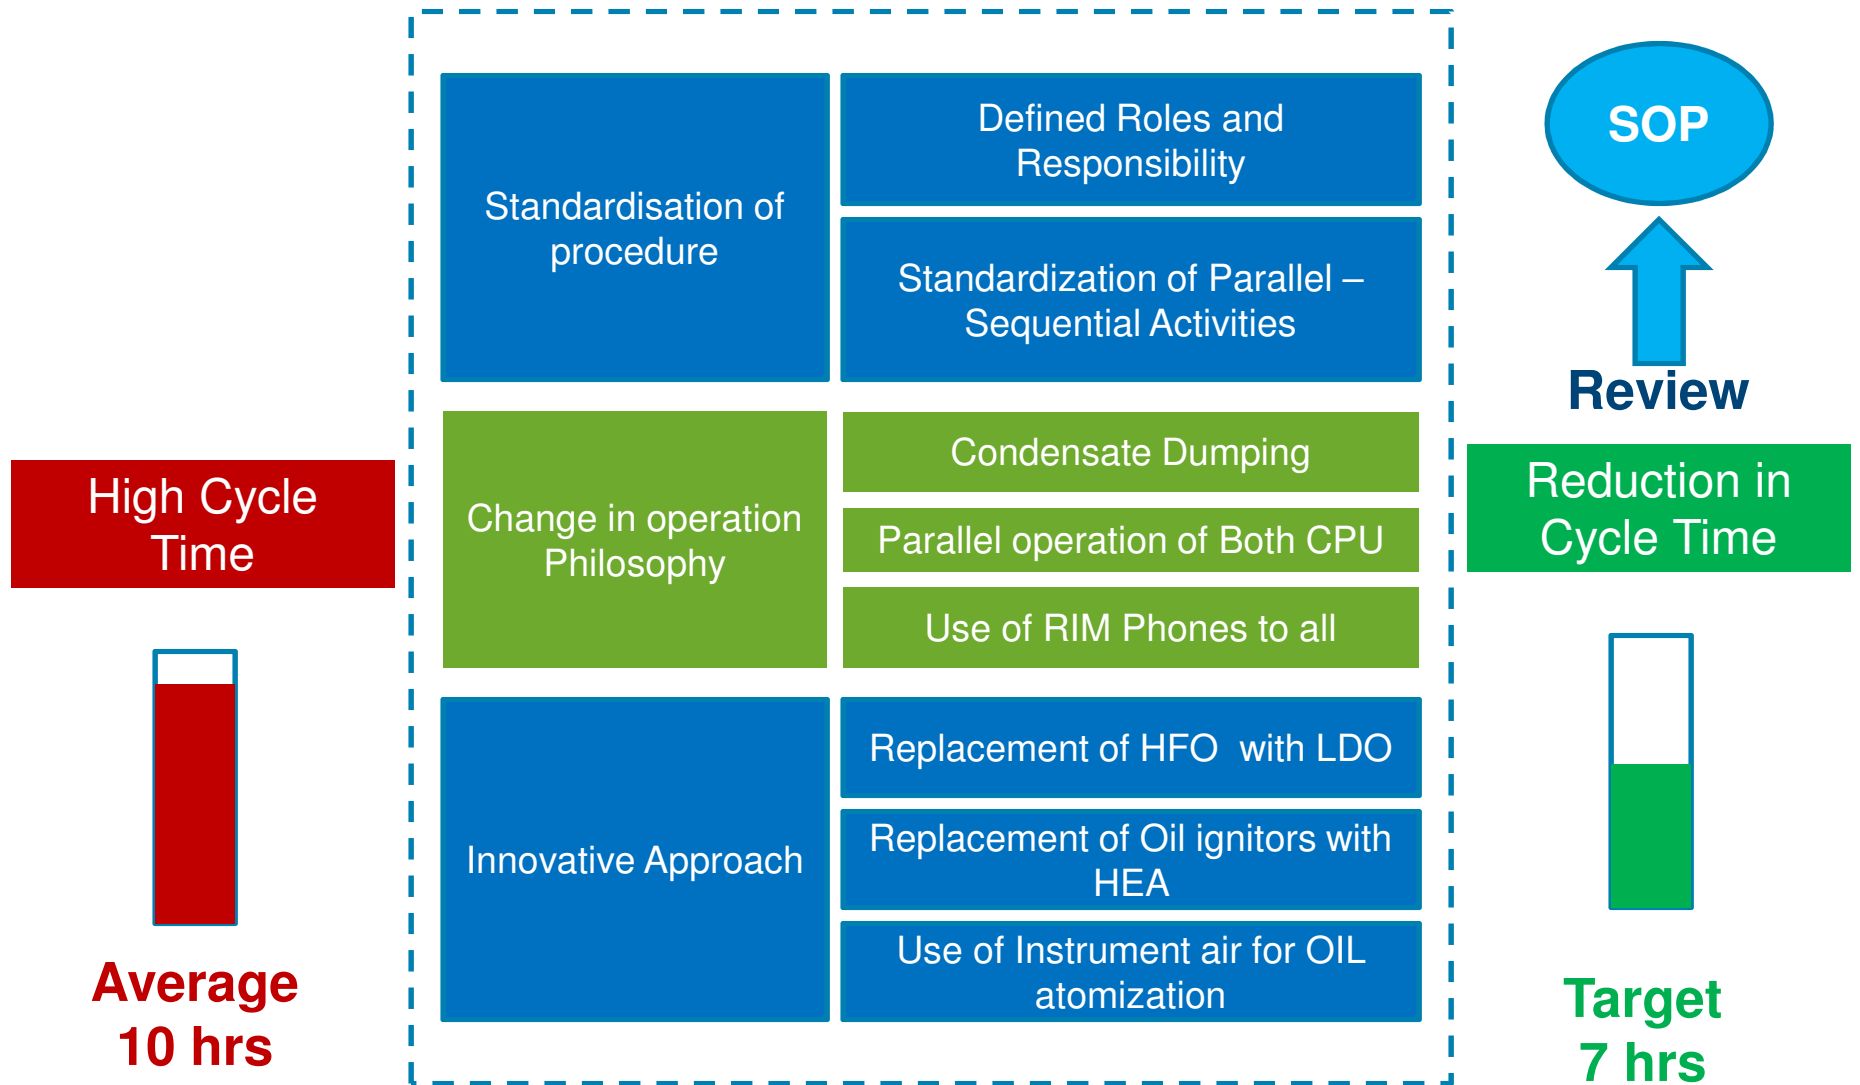 High Cycle
Time
Average
10 hrs
Standardisation of
procedure
Defined Roles and
Responsibility
Standardization of Parallel –
Sequential Activities
Change in operation
Philosophy
Condensate Dumping
Parallel operation of Both CPU
Use of RIM Phones to all
Innovative Approach
Replacement of HFO  with LDO
Replacement of Oil ignitors with
HEA
Use of Instrument air for OIL
atomization
SOP
Review
Reduction in
Cycle Time
Target
7 hrs